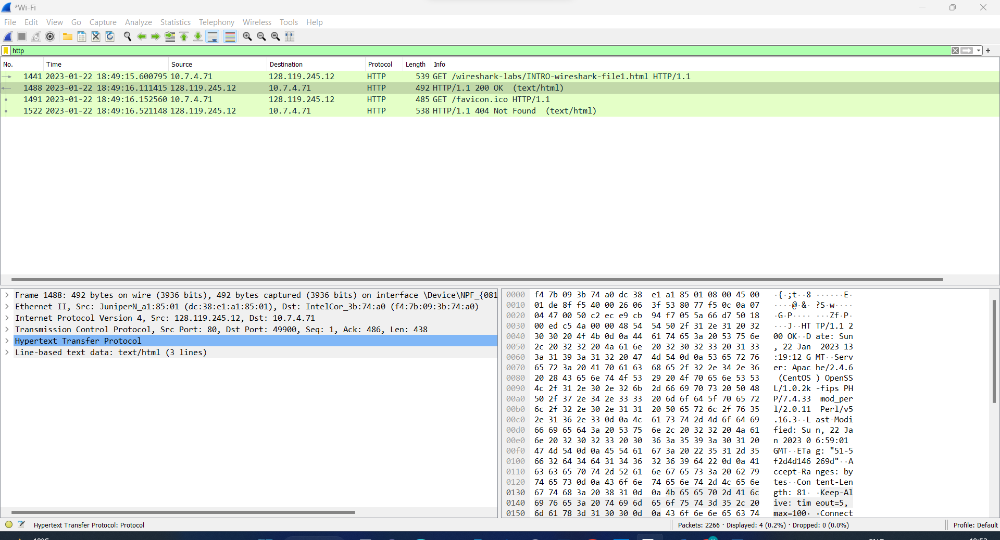 *Wi-Fi
File Edit View Go Capture Analyze Statistics Telephony Wireless Tools Help
http
No. Time Source Destination Protocol Length Info
1441 2023-01-22 18:49:15.600795 10.7.4.71 128.119.245.12 HTTP 539 GET /wireshark-labs/INTRO-wireshark-file1.html HTTP/1.1
1488 2023-01-22 18:49:16.111415 128.119.245.12 10.7.4.71 HTTP 492 HTTP/1.1 200 OK (text/html)
1491 2023-01-22 18:49:16.152560 10.7.4.71 128.119.245.12 HTTP 485 GET /favicon.ico HTTP/1.1
1522 2023-01-22 18:49:16.521148 128.119.245.12 10.7.4.71 HTTP 538 HTTP/1.1 404 Not Found (text/html)
Frame 1488: 492 bytes on wire (3936 bits), 492 bytes captured (3936 bits) on interface \Device\NPF_{081
Ethernet II, Src: JuniperN_a1:85:01 (dc:38:e1:a1:85:01), Dst: IntelCor_3b:74:a0 (f4:7b:09:3b:74:a0)
Internet Protocol Version 4, Src: 128.119.245.12, Dst: 10.7.4.71
Transmission Control Protocol, Src Port: 80, Dst Port: 49900, Seq: 1, Ack: 486, Len: 438
Hypertext Transfer Protocol
Line-based text data: text/html (3 lines)
0000 f4 7b 09 3b 74 a0 dc 38 e1 a1 85 01 08 00 45 00 ·{·;t··8 ······E·
0010 01 de 8f f5 40 00 26 06 3f 53 80 77 f5 0c 0a 07 ····@·&· ?S·w····
0020 04 47 00 50 c2 ec e9 cb 94 f7 05 5a 66 d7 50 18 ·G·P···· ···Zf·P·
0030 00 ed c5 4a 00 00 48 54 54 50 2f 31 2e 31 20 32 ···J··HT TP/1.1 2
0040 30 30 20 4f 4b 0d 0a 44 61 74 65 3a 20 53 75 6e 00 OK··D ate: Sun
0050 2c 20 32 32 20 4a 61 6e 20 32 30 32 33 20 31 33 , 22 Jan 2023 13
0060 3a 31 39 3a 31 32 20 47 4d 54 0d 0a 53 65 72 76 :19:12 G MT··Serv
0070 65 72 3a 20 41 70 61 63 68 65 2f 32 2e 34 2e 36 er: Apac he/2.4.6
0080 20 28 43 65 6e 74 4f 53 29 20 4f 70 65 6e 53 53 (CentOS ) OpenSS
0090 4c 2f 31 2e 30 2e 32 6b 2d 66 69 70 73 20 50 48 L/1.0.2k -fips PH
00a0 50 2f 37 2e 34 2e 33 33 20 6d 6f 64 5f 70 65 72 P/7.4.33 mod_per
00b0 6c 2f 32 2e 30 2e 31 31 20 50 65 72 6c 2f 76 35 l/2.0.11 Perl/v5
00c0 2e 31 36 2e 33 0d 0a 4c 61 73 74 2d 4d 6f 64 69 .16.3··L ast-Modi
00d0 66 69 65 64 3a 20 53 75 6e 2c 20 32 32 20 4a 61 fied: Su n, 22 Ja
00e0 6e 20 32 30 32 33 20 30 36 3a 35 39 3a 30 31 20 n 2023 0 6:59:01
00f0 47 4d 54 0d 0a 45 54 61 67 3a 20 22 35 31 2d 35 GMT··ETa g: "51-5
0100 66 32 64 34 64 31 34 36 32 36 39 64 22 0d 0a 41 f2d4d146 269d"··A
0110 63 63 65 70 74 2d 52 61 6e 67 65 73 3a 20 62 79 ccept-Ra nges: by
0120 74 65 73 0d 0a 43 6f 6e 74 65 6e 74 2d 4c 65 6e tes··Con tent-Len
0130 67 74 68 3a 20 38 31 0d 0a 4b 65 65 70 2d 41 6c gth: 81· ·Keep-Al
0140 69 76 65 3a 20 74 69 6d 65 6f 75 74 3d 35 2c 20 ive: tim eout=5,
0150 6d 61 78 3d 31 30 30 0d 0a 43 6f 6e 6e 65 63 74 max=100· ·Connect
Hypertext Transfer Protocol: Protocol
Packets: 2266 · Displayed: 4 (0.2%) · Dropped: 0 (0.0%)
Profile: Default